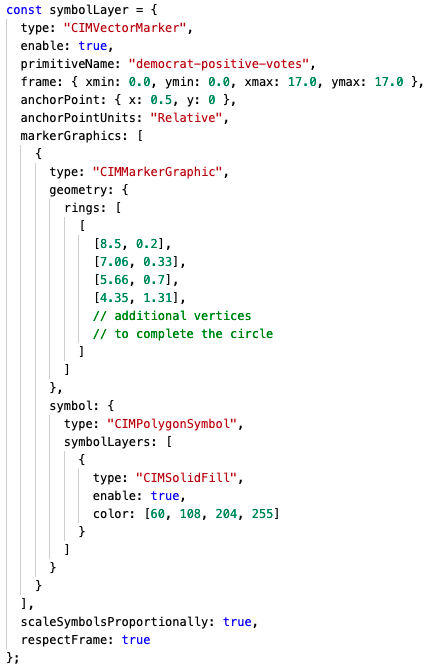 const symbolLayer = {
  type: "CIMVectorMarker",
  enable: true,
  primitiveName: "democrat-positive-votes",
  frame: { xmin: 0.0, ymin: 0.0, xmax: 17.0, ymax: 17.0 },
  anchorPoint: { x: 0.5, y: 0 },
  anchorPointUnits: "Relative",
  markerGraphics: [
    {
      type: "CIMMarkerGraphic",
      geometry: {
        rings: [
          [
            [8.5, 0.2],
            [7.06, 0.33],
            [5.66, 0.7],
            [4.35, 1.31],
            // additional vertices
            // to complete the circle
          ]
        ]
      },
      symbol: {
        type: "CIMPolygonSymbol",
        symbolLayers: [
          {
            type: "CIMSolidFill",
            enable: true,
            color: [60, 108, 204, 255]
          }
        ]
      }
    }
  ],
  scaleSymbolsProportionally: true,
  respectFrame: true
};